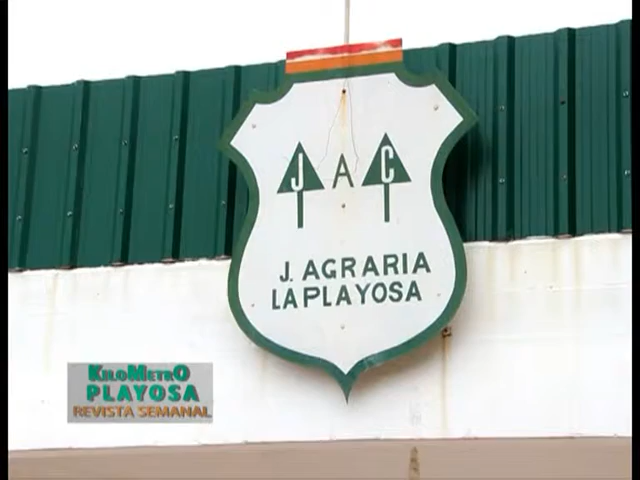 J A C
J. AGRARIA
LA PLAYOSA
KILOMETRO
PLAYOSA
REVISTA SEMANAL